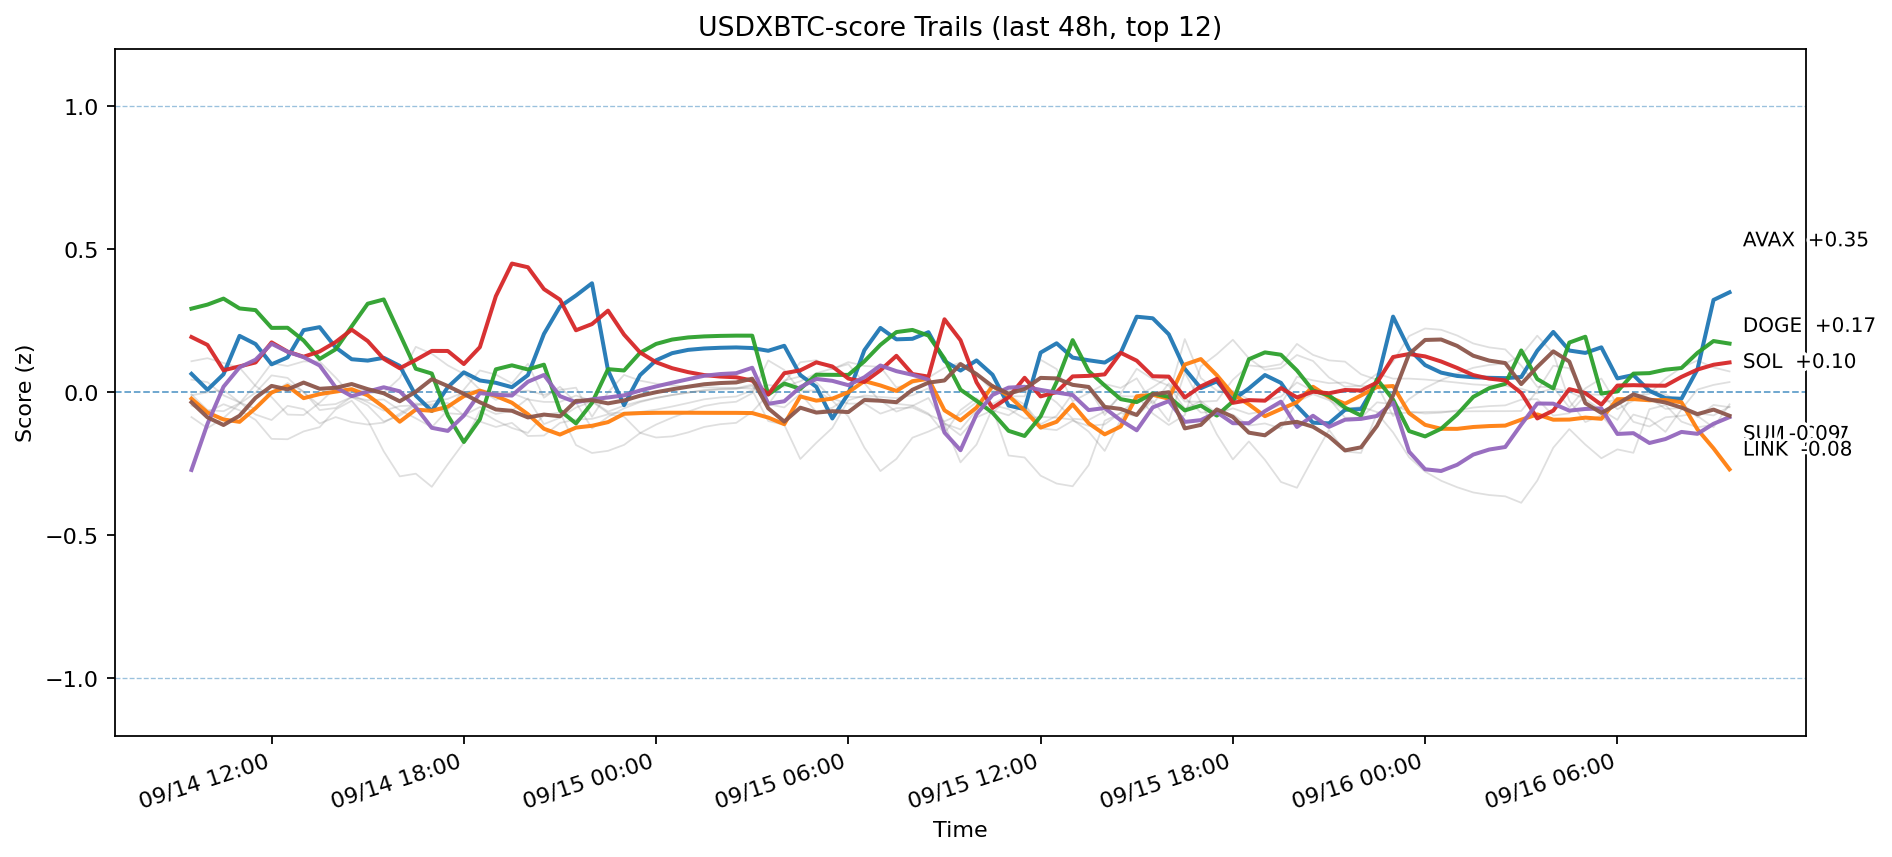 USDXBTC-score Trails (last 48h, top 12)
Score (z)
1.0
0.5
0.0
−0.5
−1.0
AVAX +0.35
DOGE +0.17
SOL +0.10
LINK -0.08
09/14 12:00
09/14 18:00
09/15 00:00
09/15 06:00
09/15 12:00
09/15 18:00
09/16 00:00
09/16 06:00
Time